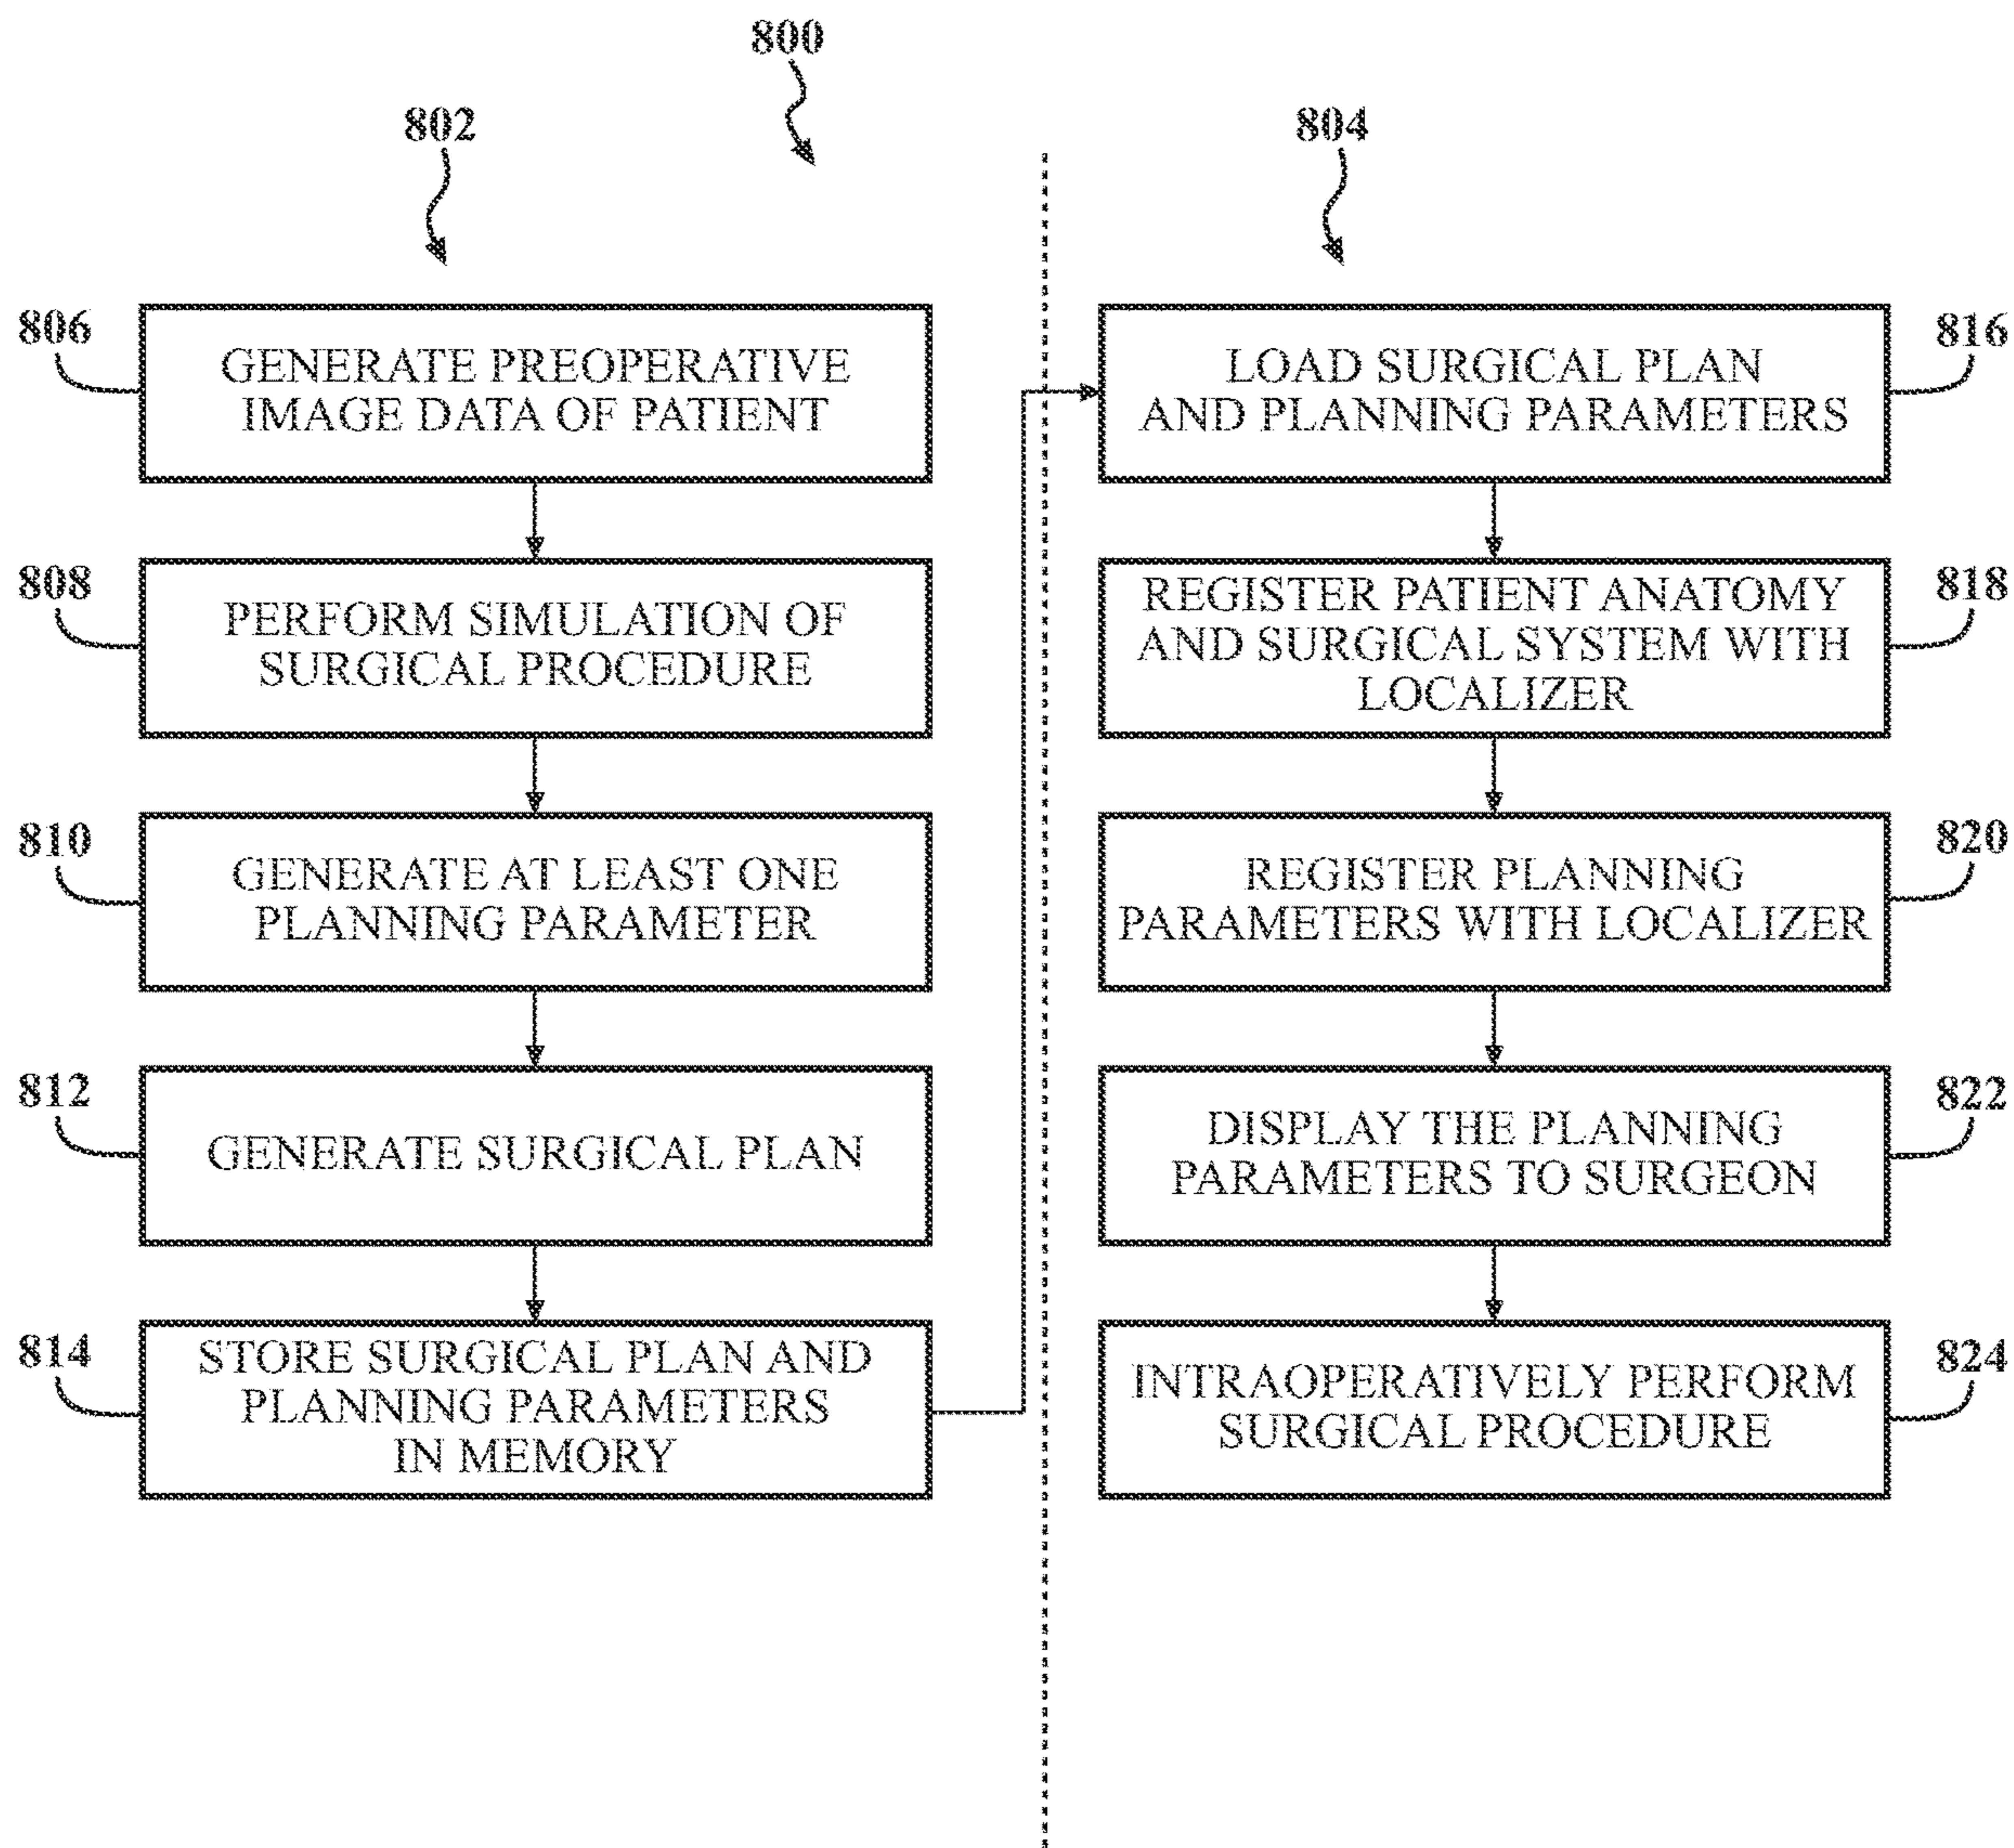 800
802
804
806
GENERATE PREOPERATIVE
IMAGE DATA OF PATIENT
808
PERFORM SIMULATION OF
SURGICAL PROCEDURE
810
GENERATE AT LEAST ONE
PLANNING PARAMETER
812
GENERATE SURGICAL PLAN
814
STORE SURGICAL PLAN AND
PLANNING PARAMETERS
IN MEMORY
816
LOAD SURGICAL PLAN
AND PLANNING PARAMETERS
818
REGISTER PATIENT ANATOMY
AND SURGICAL SYSTEM WITH
LOCALIZER
820
REGISTER PLANNING
PARAMETERS WITH LOCALIZER
822
DISPLAY THE PLANNING
PARAMETERS TO SURGEON
824
INTRAOPERATIVELY PERFORM
SURGICAL PROCEDURE